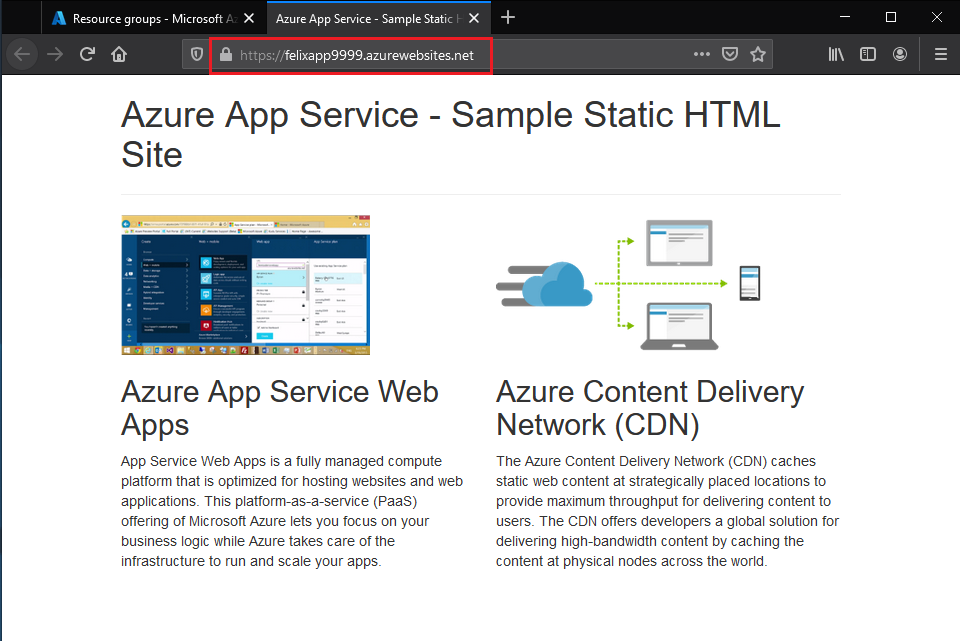 Resource groups - Microsoft Az
Azure App Service - Sample Static H
https://felixapp9999.azurewebsites.net
Azure App Service - Sample Static HTML
Site
Azure App Service Web
Apps
App Service Web Apps is a fully managed compute
platform that is optimized for hosting websites and web
applications. This platform-as-a-service (PaaS)
offering of Microsoft Azure lets you focus on your
business logic while Azure takes care of the
infrastructure to run and scale your apps.
Azure Content Delivery
Network (CDN)
The Azure Content Delivery Network (CDN) caches
static web content at strategically placed locations to
provide maximum throughput for delivering content to
users. The CDN offers developers a global solution for
delivering high-bandwidth content by caching the
content at physical nodes across the world.